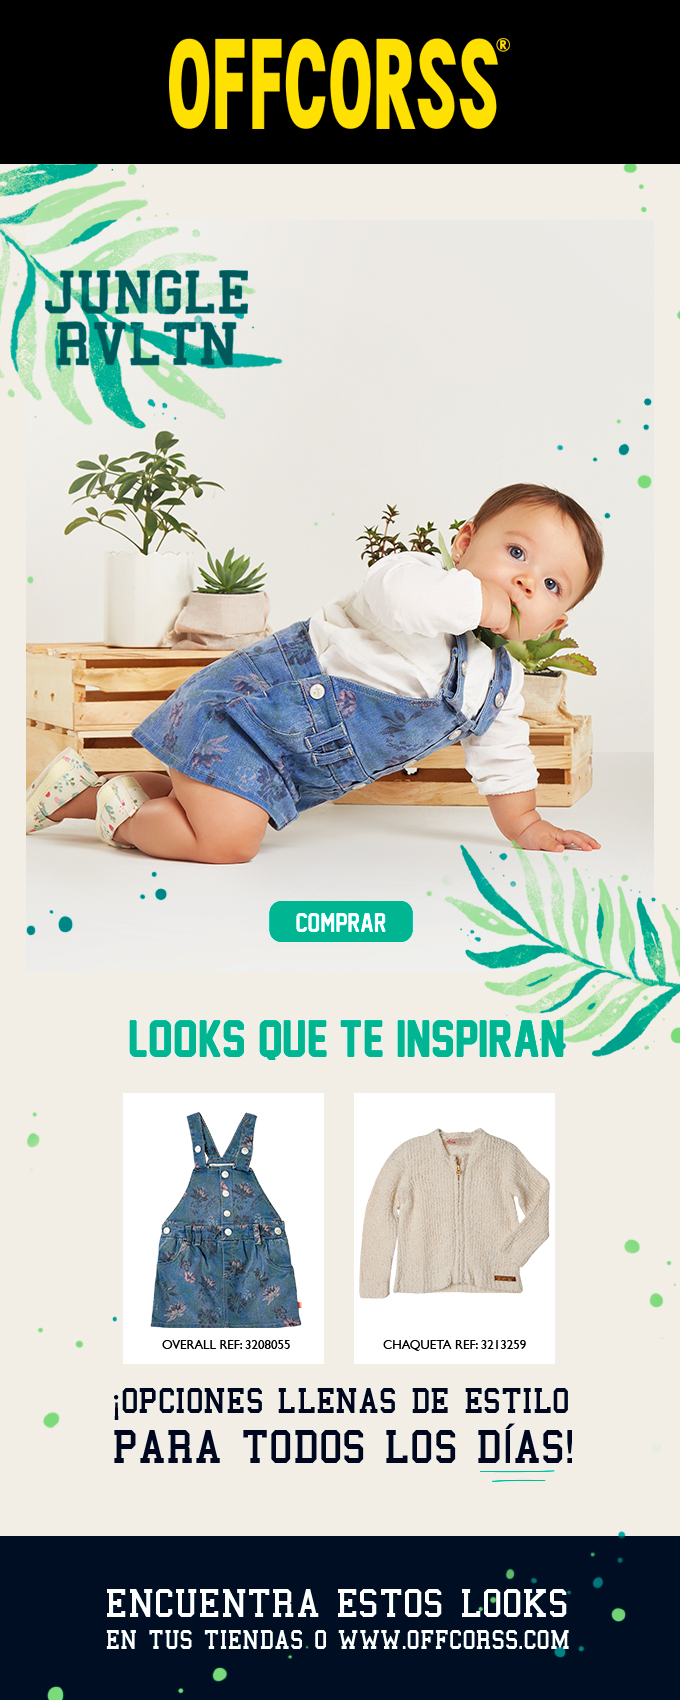 OFFCORSS®
JUNGLE
RVLTN
COMPRAR
LOOKS QUE TE INSPIRAN
OVERALL REF: 3208055
CHAQUETA REF: 3213259
¡OPCIONES LLENAS DE ESTILO
PARA TODOS LOS DÍAS!
ENCUENTRA ESTOS LOOKS
EN TUS TIENDAS O WWW.OFFCORSS.COM